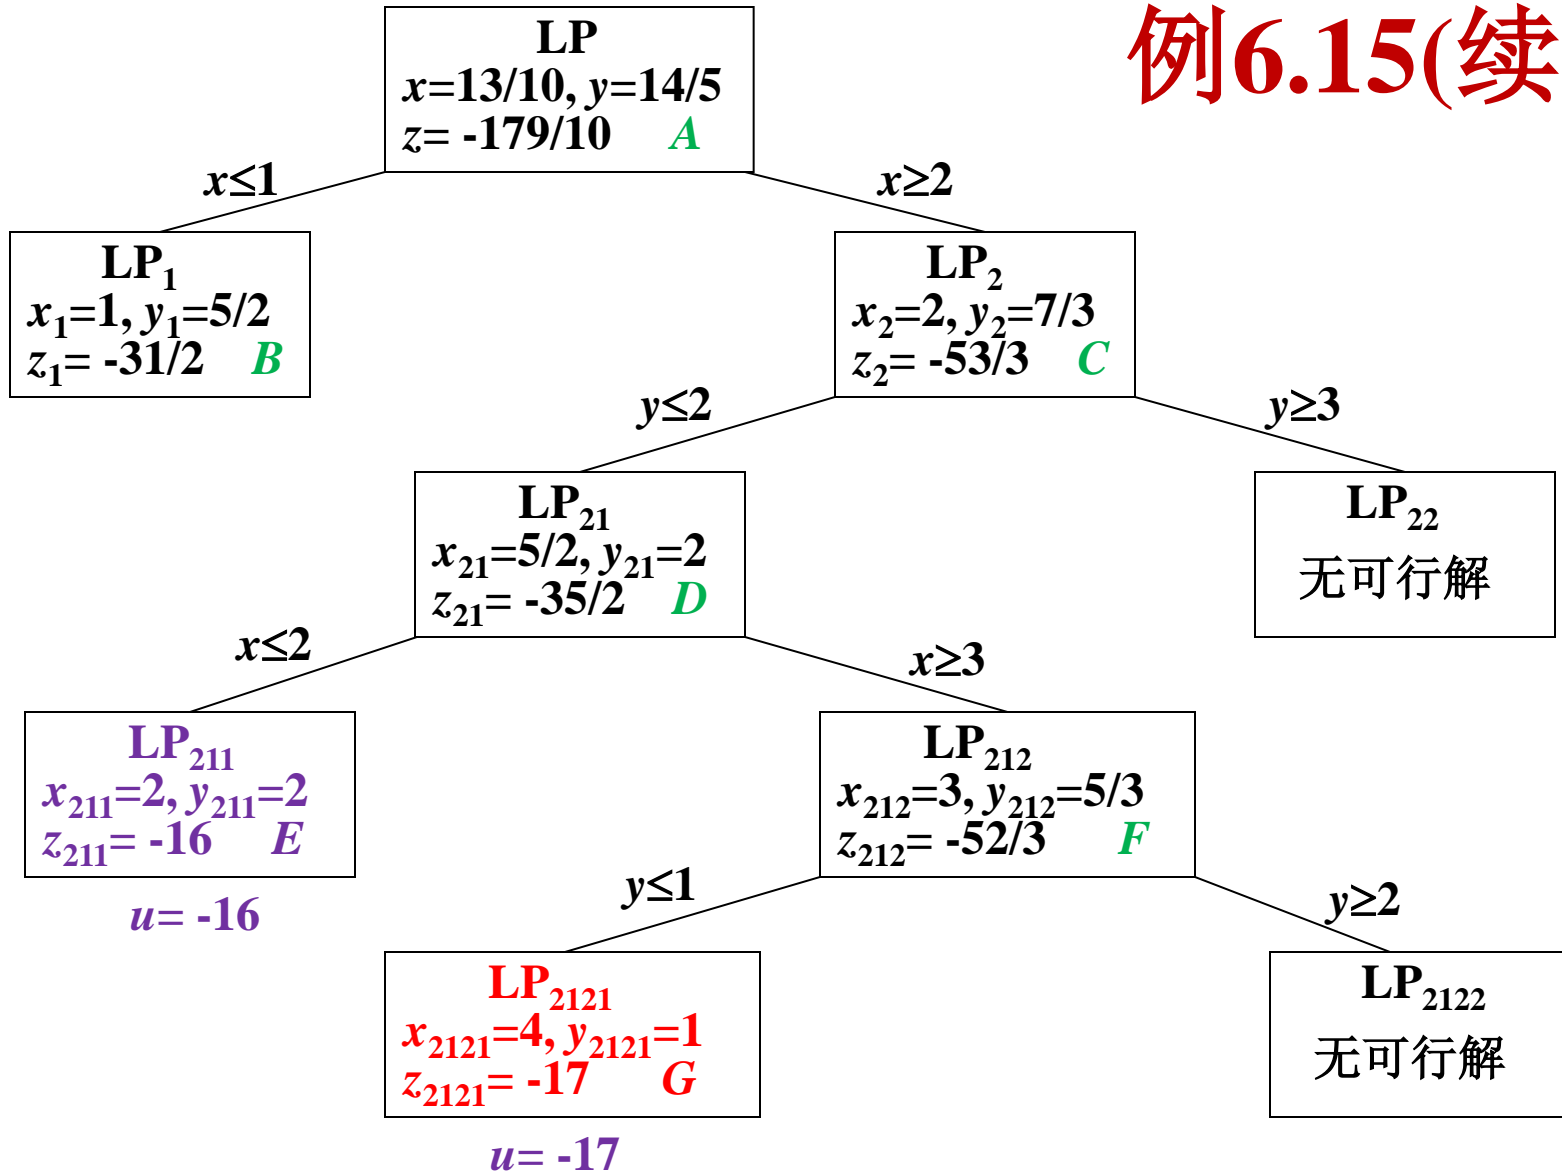 例6.15(续
LP
x=13/10, y=14/5
z= -179/10 A
x≤1
x≥2
LP₁
x₁=1, y₁=5/2
z₁= -31/2 B
LP₂
x₂=2, y₂=7/3
z₂= -53/3 C
y≤2
y≥3
LP₂₁
x₂₁=5/2, y₂₁=2
z₂₁= -35/2 D
LP₂₂
无可行解
x≤2
x≥3
LP₂₁₁
x₂₁₁=2, y₂₁₁=2
z₂₁₁= -16 E
u= -16
LP₂₁₂
x₂₁₂=3, y₂₁₂=5/3
z₂₁₂= -52/3 F
y≤1
y≥2
LP₂₁₂₁
x₂₁₂₁=4, y₂₁₂₁=1
z₂₁₂₁= -17 G
u= -17
LP₂₁₂₂
无可行解